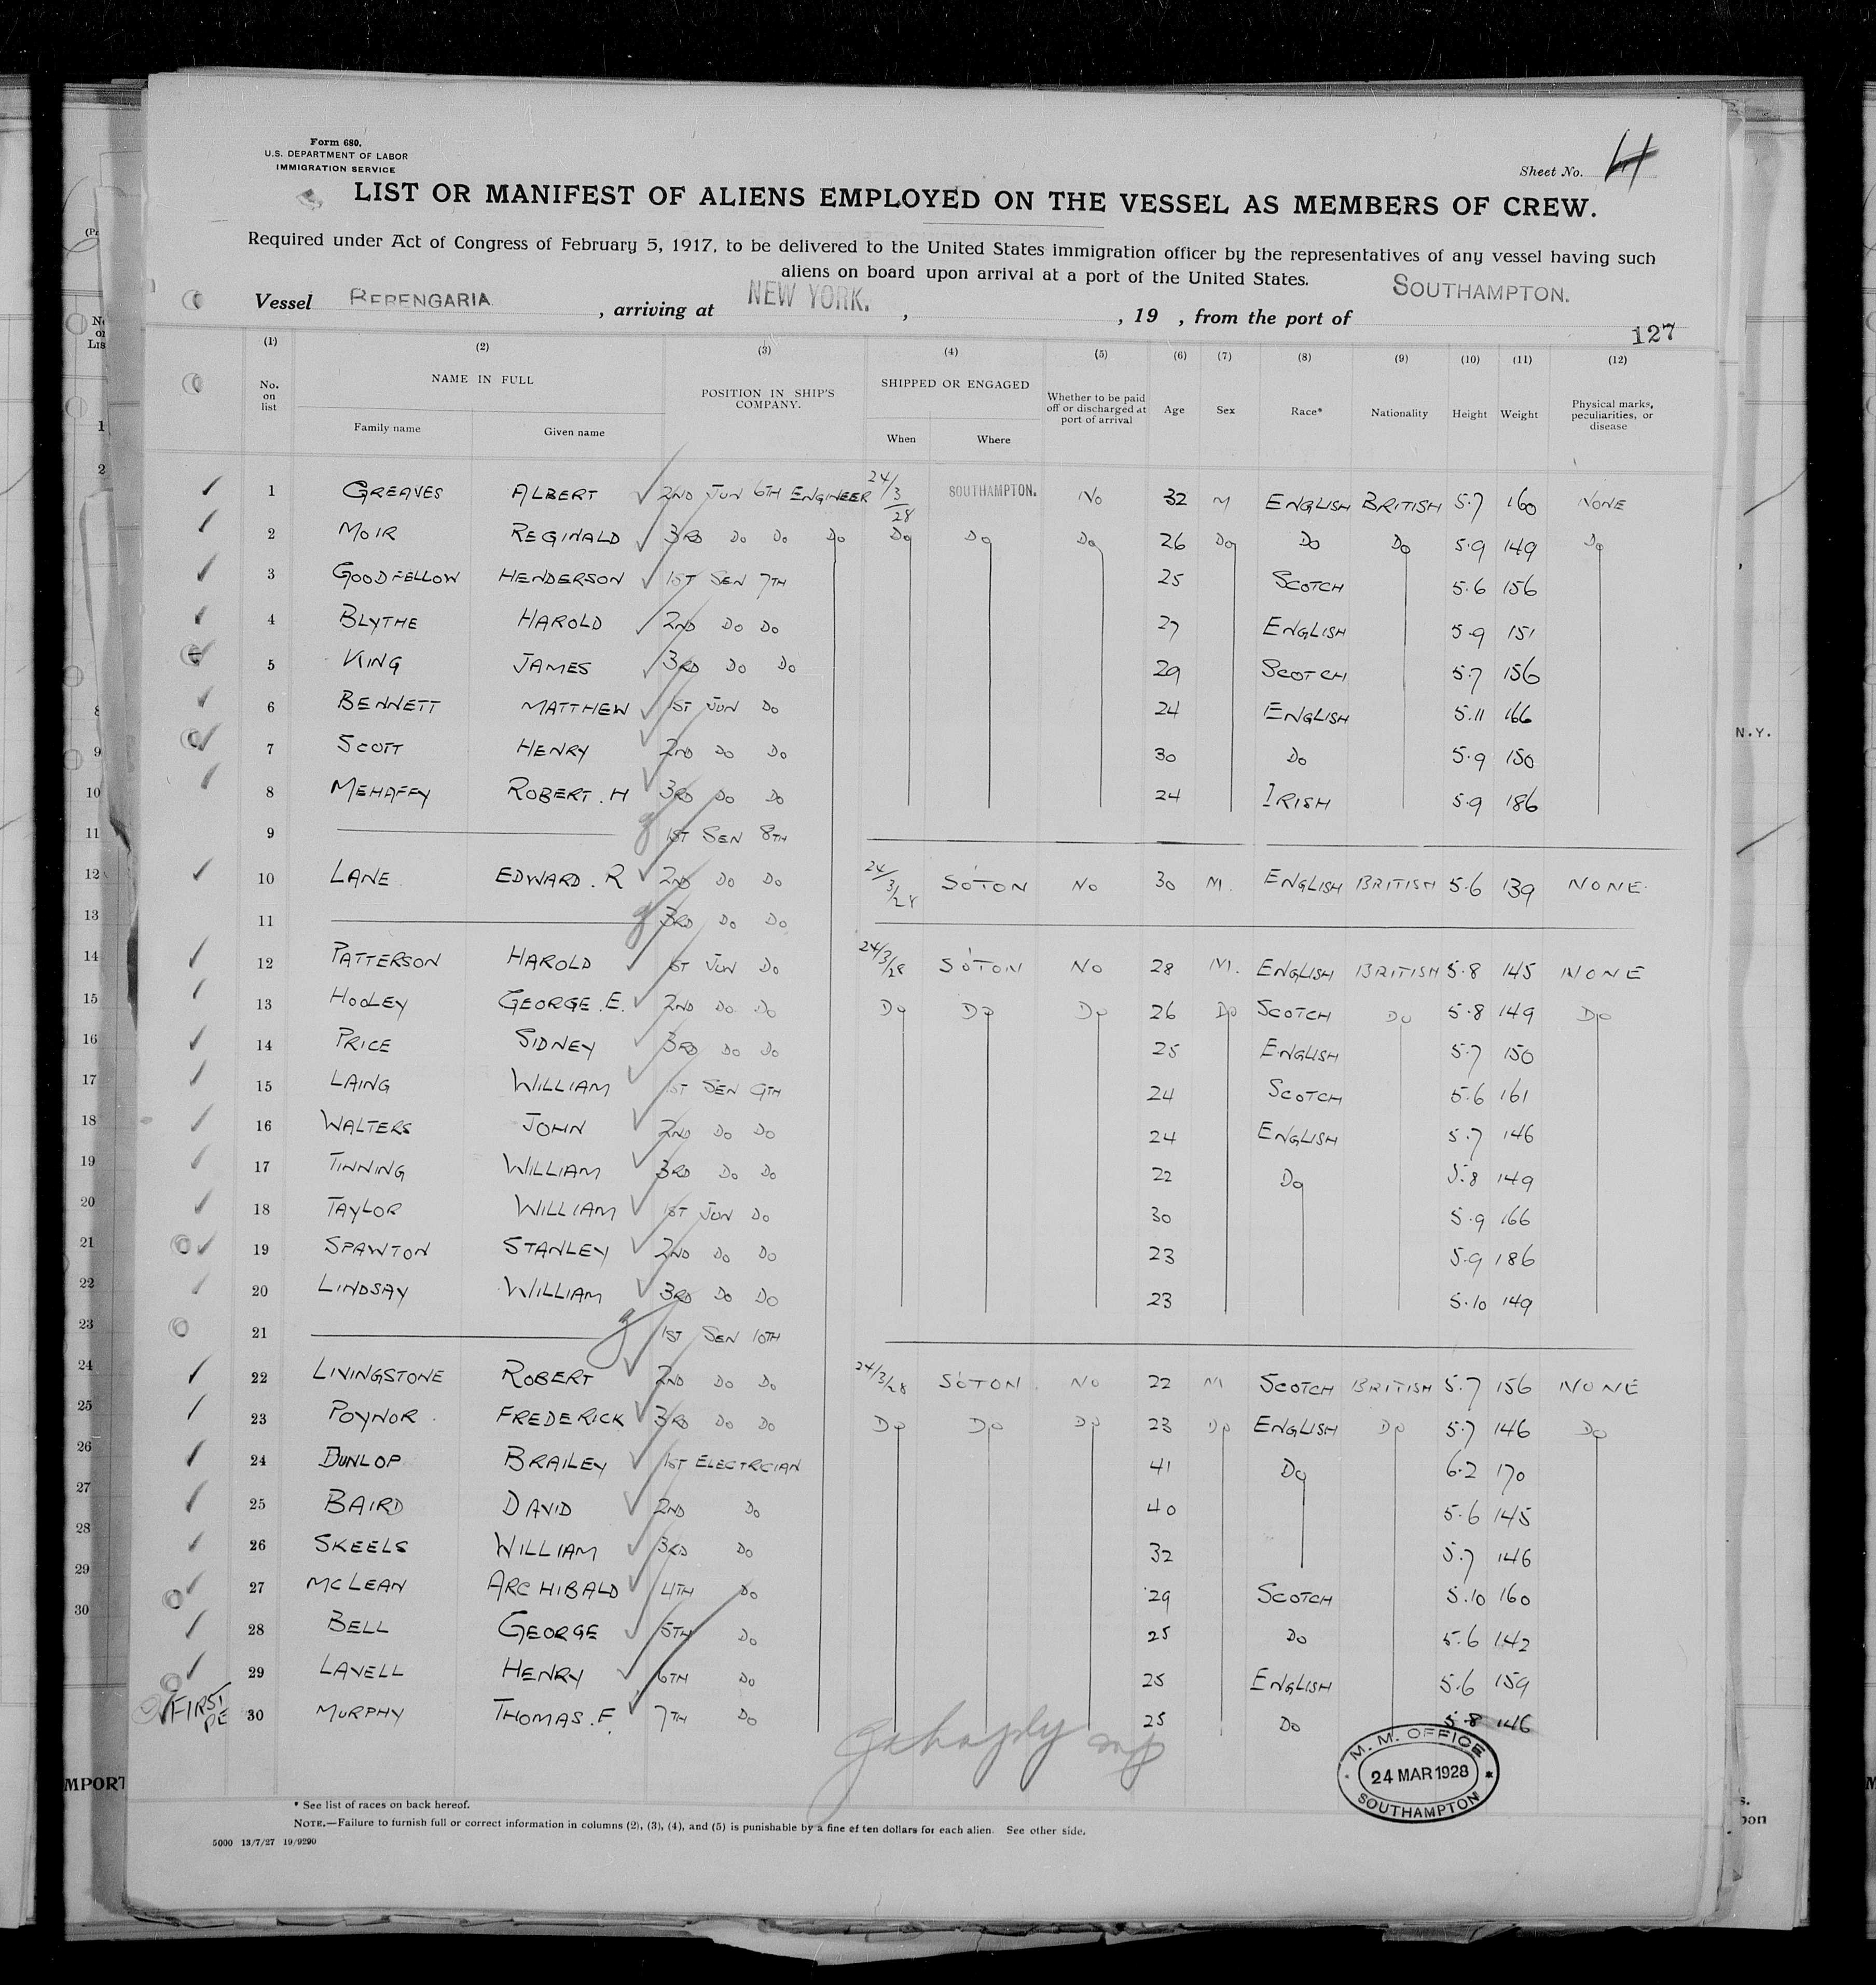 Form 680.
U.S. DEPARTMENT OF LABOR
IMMIGRATION SERVICE
Sheet No. 4
LIST OR MANIFEST OF ALIENS EMPLOYED ON THE VESSEL AS MEMBERS OF CREW.
Required under Act of Congress of February 5, 1917, to be delivered to the United States immigration officer by the representatives of any vessel having such
aliens on board upon arrival at a port of the United States.
Vessel BERENGARIA, arriving at NEW YORK. , , 19 , from the port of SOUTHAMPTON.
127
(1) (2) (3) (4) (5) (6) (7) (8) (9) (10) (11) (12)
No. on list NAME IN FULL Family name Given name POSITION IN SHIP'S COMPANY. SHIPPED OR ENGAGED When Where Whether to be paid off or discharged at port of arrival Age Sex Race* Nationality Height Weight Physical marks, peculiarities, or disease
1 GREAVES ALBERT 2ND JUN 6TH ENGINEER 24/3/28 SOUTHAMPTON. NO 32 M ENGLISH BRITISH 5.7 160 NONE
2 MOIR REGINALD 3RD DO DO DO DO DO DO 26 DO DO DO 5.9 149 DO
3 GOODFELLOW HENDERSON 1ST SEN 7TH 25 SCOTCH 5.6 156
4 BLYTHE HAROLD 2ND DO DO 27 ENGLISH 5.9 151
5 KING JAMES 3RD DO DO 29 SCOTCH 5.7 156
6 BENNETT MATTHEW 1ST JUN DO 24 ENGLISH 5.11 166
7 SCOTT HENRY 2ND DO DO 30 DO 5.9 150
8 MEHAFFY ROBERT. H 3RD DO DO 24 IRISH 5.9 186
9 1ST SEN 8TH
10 LANE EDWARD. R 2ND DO DO 24/3/28 S'OTON NO 30 M. ENGLISH BRITISH 5.6 139 NONE
11 3RD DO DO
12 PATTERSON HAROLD 1ST JUN DO 24/3/28 S'OTON NO 28 M. ENGLISH BRITISH 5.8 145 NONE
13 HOOLEY GEORGE. E. 2ND DO DO DO DO DO 26 DO SCOTCH DO 5.8 149 DO
14 PRICE SIDNEY 3RD DO DO 25 ENGLISH 5.7 150
15 LAING WILLIAM 1ST SEN 9TH 24 SCOTCH 5.6 161
16 WALTERS JOHN 2ND DO DO 24 ENGLISH 5.7 146
17 TINNING WILLIAM 3RD DO DO 22 DO 5.8 149
18 TAYLOR WILLIAM 1ST JUN DO 30 5.9 166
19 SPAWTON STANLEY 2ND DO DO 23 5.9 186
20 LINDSAY WILLIAM 3RD DO DO 23 5.10 149
21 1ST SEN 10TH
22 LIVINGSTONE ROBERT 2ND DO DO 24/3/28 S'OTON NO 22 M SCOTCH BRITISH 5.7 156 NONE
23 POYNOR FREDERICK 3RD DO DO DO DO DO 23 DO ENGLISH DO 5.7 146 DO
24 DUNLOP BRAILEY 1ST ELECTRCIAN 41 DO 6.2 170
25 BAIRD DAVID 2ND DO 40 5.6 145
26 SKEELS WILLIAM 3RD DO 32 5.7 146
27 MCLEAN ARCHIBALD 4TH DO 29 SCOTCH 5.10 160
28 BELL GEORGE 5TH DO 25 DO 5.6 142
29 LAVELL HENRY 6TH DO 25 ENGLISH 5.6 159
FIRST 30 MURPHY THOMAS. F. 7TH DO 25 DO 5.8 146
M. M. OFFICE
24 MAR 1928
SOUTHAMPTON
* See list of races on back hereof.
NOTE.—Failure to furnish full or correct information in columns (2), (3), (4), and (5) is punishable by a fine of ten dollars for each alien. See other side.
5000 13/7/27 19/9290
N.Y.